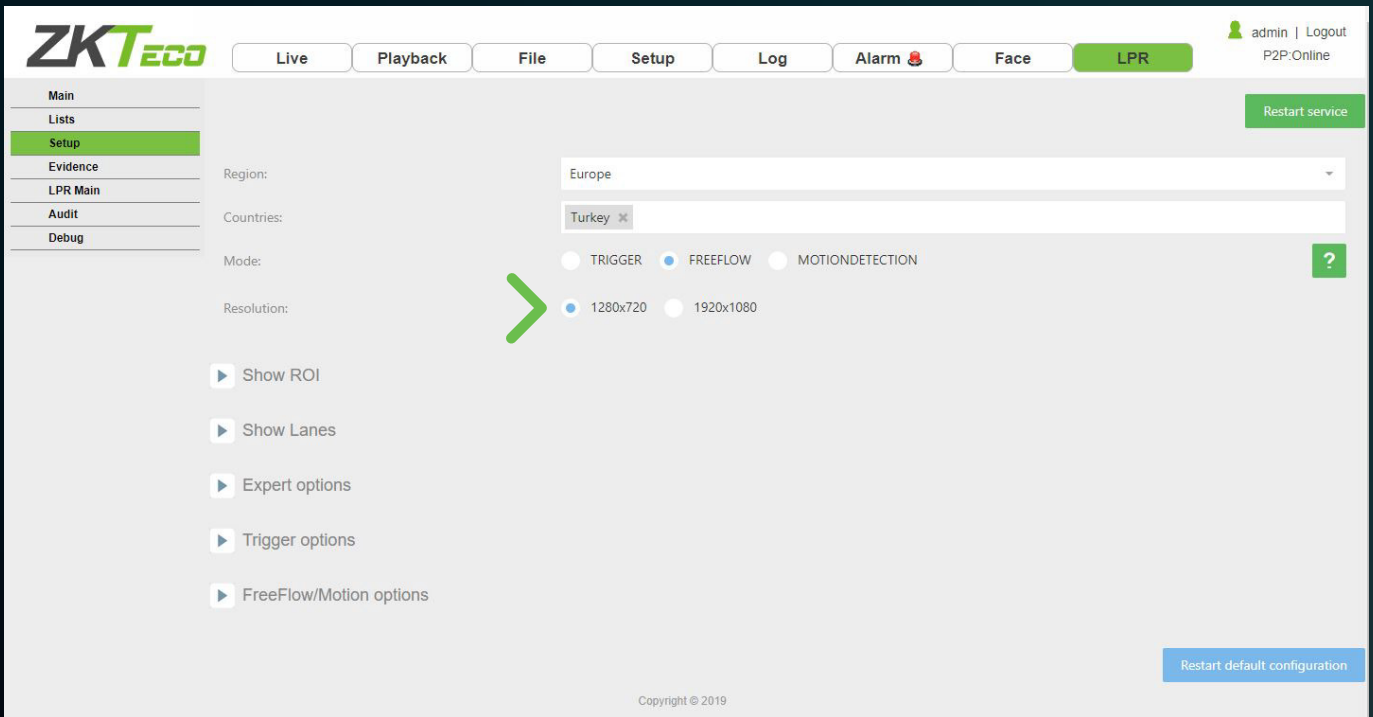 ZKTECO
Live Playback File Setup Log Alarm Face LPR
admin | Logout
P2P:Online
Main
Lists
Setup
Evidence
LPR Main
Audit
Debug
Restart service
Region: Europe
Countries: Turkey ×
Mode: TRIGGER FREEFLOW MOTIONDETECTION ?
Resolution: 1280x720 1920x1080
Show ROI
Show Lanes
Expert options
Trigger options
FreeFlow/Motion options
Restart default configuration
Copyright © 2019